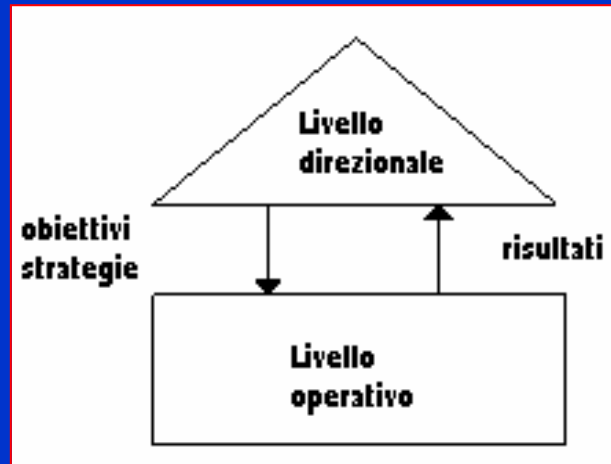 Livello
direzionale
obiettivi
strategie
risultati
Livello
operativo